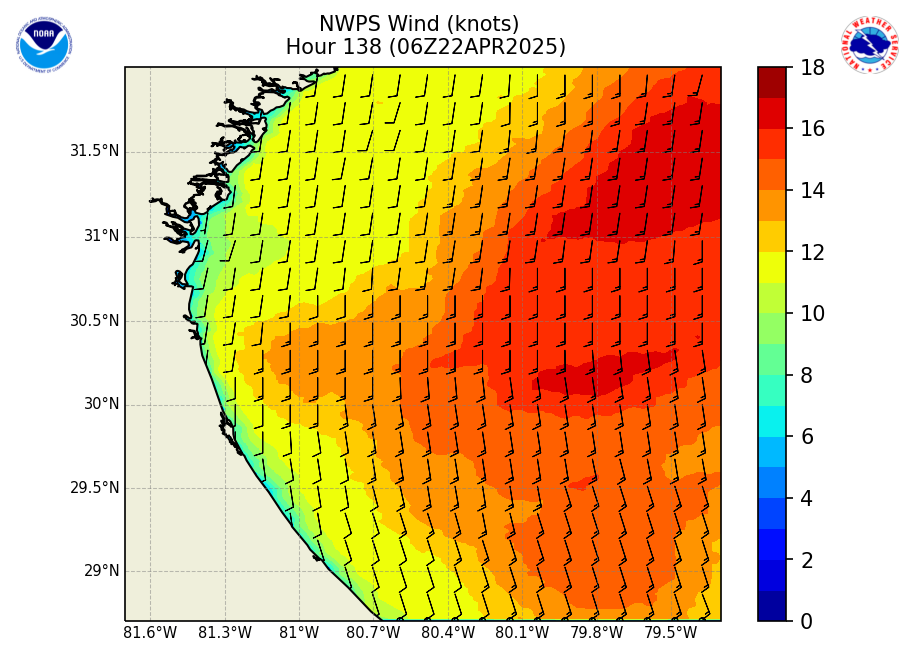 NWPS Wind (knots)
Hour 138 (06Z22APR2025)
NOAA
NATIONAL WEATHER SERVICE
31.5°N
31°N
30.5°N
30°N
29.5°N
29°N
81.6°W 81.3°W 81°W 80.7°W 80.4°W 80.1°W 79.8°W 79.5°W
18
16
14
12
10
8
6
4
2
0